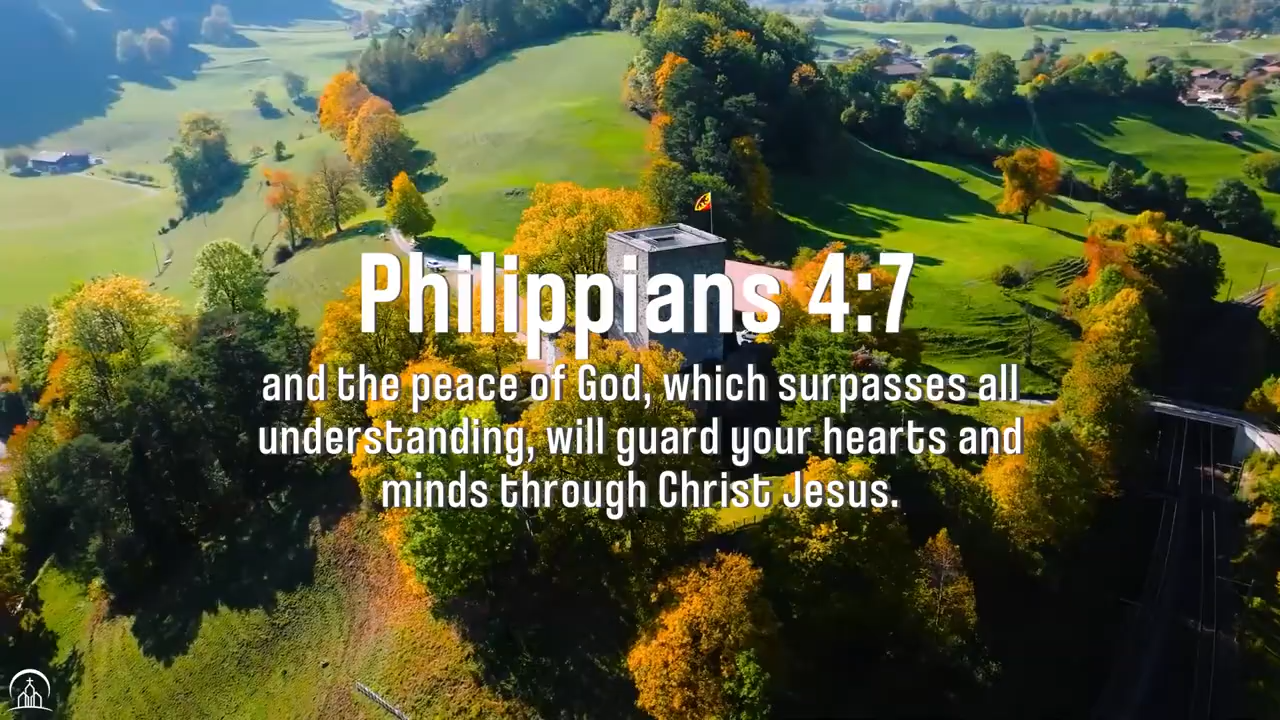 Philippians 4:7
and the peace of God, which surpasses all
understanding, will guard your hearts and
minds through Christ Jesus.